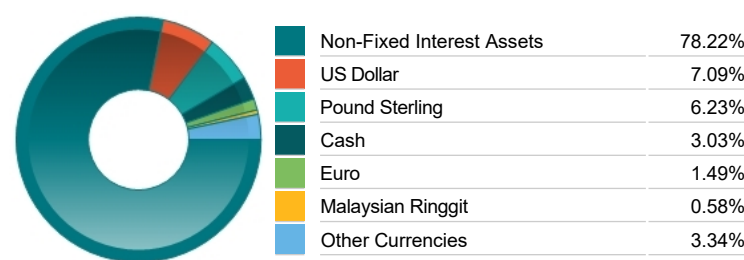 Non-Fixed Interest Assets 78.22%
US Dollar 7.09%
Pound Sterling 6.23%
Cash 3.03%
Euro 1.49%
Malaysian Ringgit 0.58%
Other Currencies 3.34%